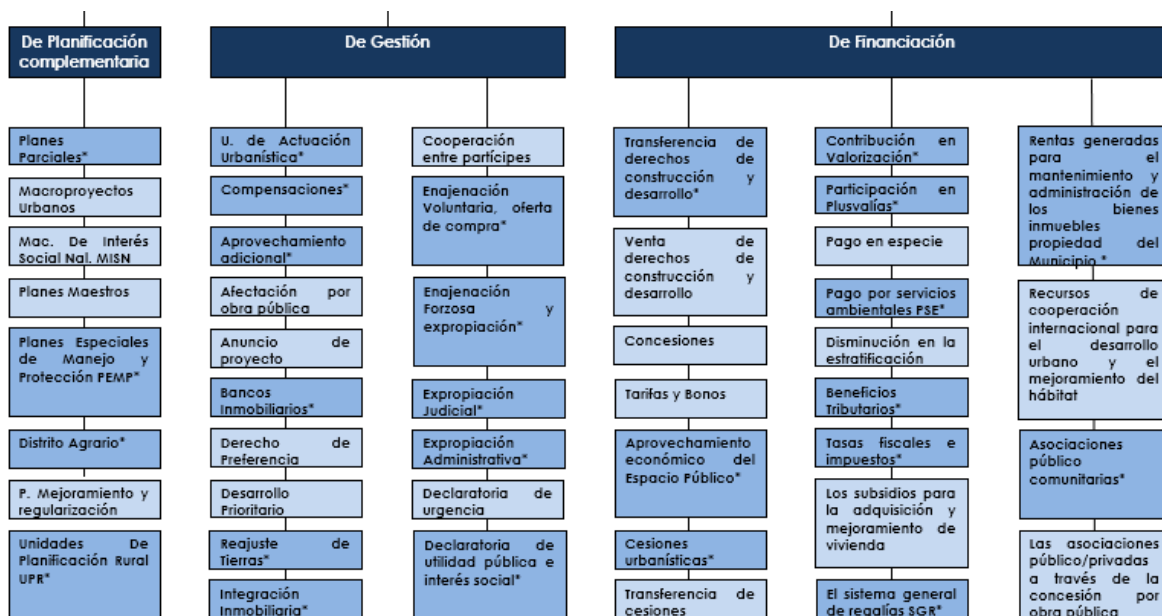 De Planificación
complementaria
De Gestión
De Financiación
Planes
Parciales*
Macroproyectos
Urbanos
Mac. De Interés
Social Nal. MISN
Planes Maestros
Planes Especiales
de Manejo y
Protección PEMP*
Distrito Agrario*
P. Mejoramiento y
regularización
Unidades De
Planificación Rural
UPR*
U. de Actuación
Urbanística*
Compensaciones*
Aprovechamiento
adicional*
Afectación por
obra pública
Anuncio de
proyecto
Bancos
Inmobiliarios*
Derecho de
Preferencia
Desarrollo
Prioritario
Reajuste de
Tierras*
Integración
Inmobiliaria*
Cooperación
entre partícipes
Enajenación
Voluntaria, oferta
de compra*
Enajenación
Forzosa y
expropiación*
Expropiación
Judicial*
Expropiación
Administrativa*
Declaratoria de
urgencia
Declaratoria de
utilidad pública e
interés social*
Transferencia de
derechos de
construcción y
desarrollo*
Venta de
derechos de
construcción y
desarrollo
Concesiones
Tarifas y Bonos
Aprovechamiento
económico del
Espacio Público*
Cesiones
urbanísticas*
Transferencia de
cesiones
Contribución en
Valorización*
Participación en
Plusvalías*
Pago en especie
Pago por servicios
ambientales PSE*
Disminución en la
estratificación
Beneficios
Tributarios*
Tasas fiscales e
impuestos*
Los subsidios para
la adquisición y
mejoramiento de
vivienda
El sistema general
de regalías SGR*
Rentas generadas
para el
mantenimiento y
administración de
los bienes
inmuebles
propiedad del
Municipio *
Recursos de
cooperación
internacional para
el desarrollo
urbano y el
mejoramiento del
hábitat
Asociaciones
público
comunitarias*
Las asociaciones
público/privadas
a través de la
concesión por
obra pública